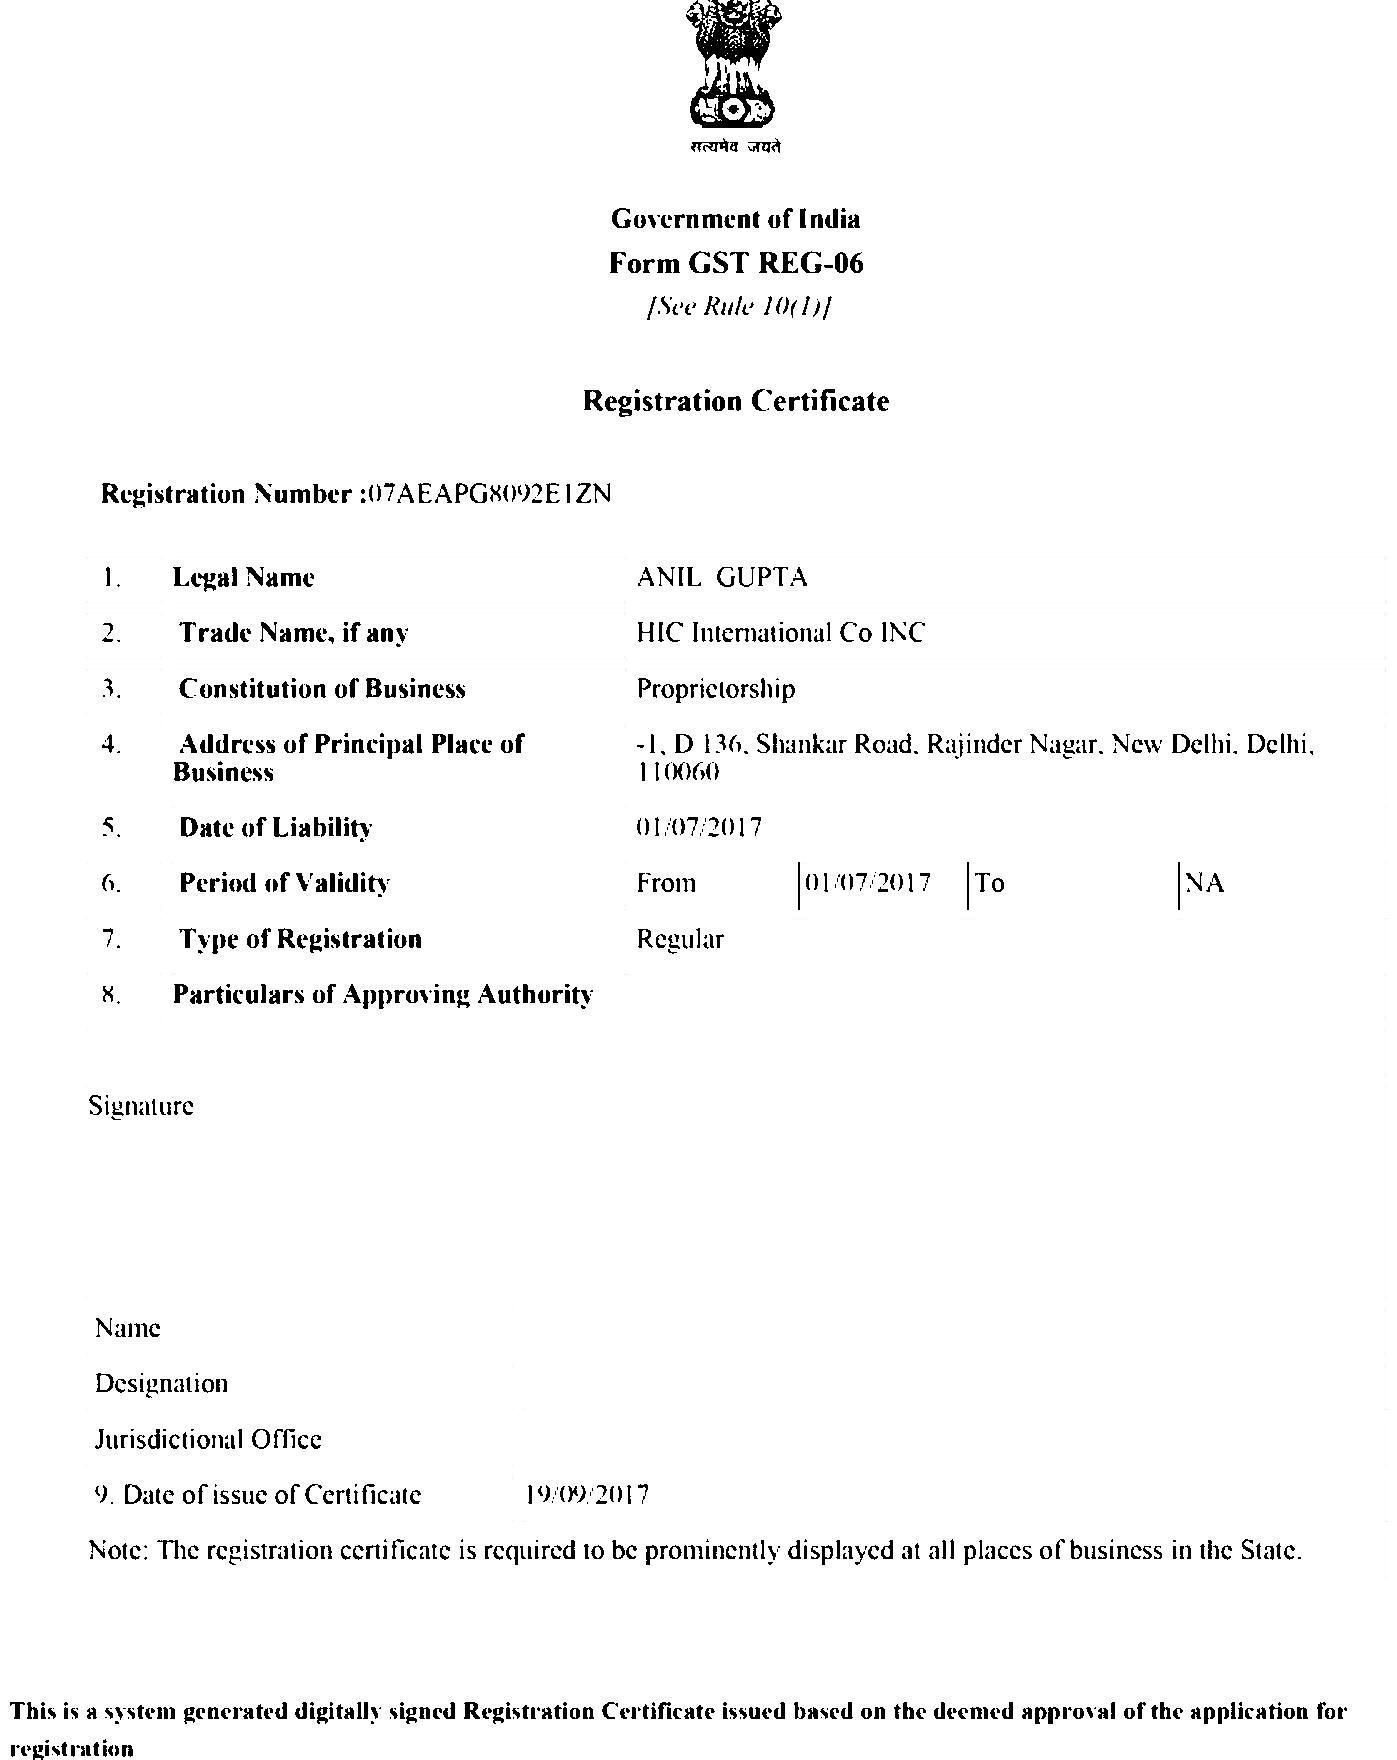 सत्यमेव जयते
Government of India
Form GST REG-06
[See Rule 10(1)]
Registration Certificate
Registration Number :07AEAPG8092E1ZN
1. Legal Name ANIL GUPTA
2. Trade Name, if any HIC International Co INC
3. Constitution of Business Proprietorship
4. Address of Principal Place of -1, D 136, Shankar Road, Rajinder Nagar, New Delhi, Delhi,
Business 110060
5. Date of Liability 01/07/2017
6. Period of Validity From 01/07/2017 To NA
7. Type of Registration Regular
8. Particulars of Approving Authority
Signature
Name
Designation
Jurisdictional Office
9. Date of issue of Certificate 19/09/2017
Note: The registration certificate is required to be prominently displayed at all places of business in the State.
This is a system generated digitally signed Registration Certificate issued based on the deemed approval of the application for
registration